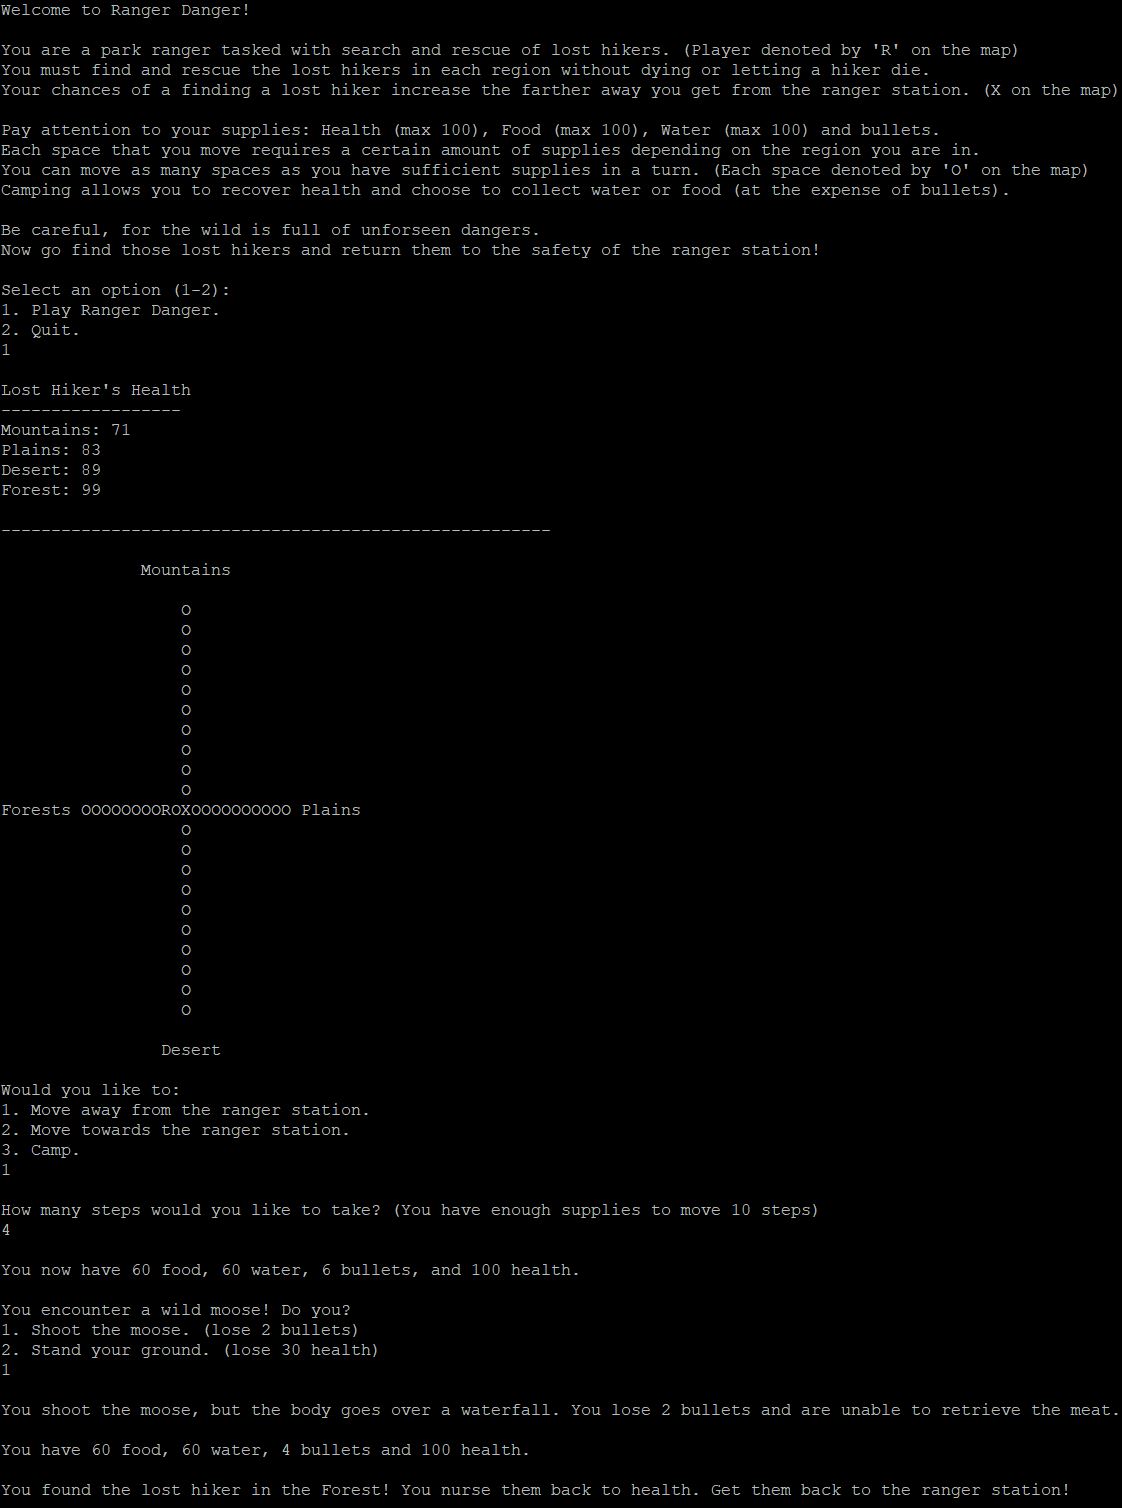 Welcome to Ranger Danger!
You are a park ranger tasked with search and rescue of lost hikers. (Player denoted by 'R' on the map)
You must find and rescue the lost hikers in each region without dying or letting a hiker die.
Your chances of a finding a lost hiker increase the farther away you get from the ranger station. (X on the map)
Pay attention to your supplies: Health (max 100), Food (max 100), Water (max 100) and bullets.
Each space that you move requires a certain amount of supplies depending on the region you are in.
You can move as many spaces as you have sufficient supplies in a turn. (Each space denoted by 'O' on the map)
Camping allows you to recover health and choose to collect water or food (at the expense of bullets).
Be careful, for the wild is full of unforseen dangers.
Now go find those lost hikers and return them to the safety of the ranger station!
Select an option (1-2):
1. Play Ranger Danger.
2. Quit.
1
Lost Hiker's Health
------------------
Mountains: 71
Plains: 83
Desert: 89
Forest: 99
-------------------------------------------------------
Mountains
O
O
O
O
O
O
O
O
O
O
Forests OOOOOOOOROXOOOOOOOOOO Plains
O
O
O
O
O
O
O
O
O
O
Desert
Would you like to:
1. Move away from the ranger station.
2. Move towards the ranger station.
3. Camp.
1
How many steps would you like to take? (You have enough supplies to move 10 steps)
4
You now have 60 food, 60 water, 6 bullets, and 100 health.
You encounter a wild moose! Do you?
1. Shoot the moose. (lose 2 bullets)
2. Stand your ground. (lose 30 health)
1
You shoot the moose, but the body goes over a waterfall. You lose 2 bullets and are unable to retrieve the meat.
You have 60 food, 60 water, 4 bullets and 100 health.
You found the lost hiker in the Forest! You nurse them back to health. Get them back to the ranger station!